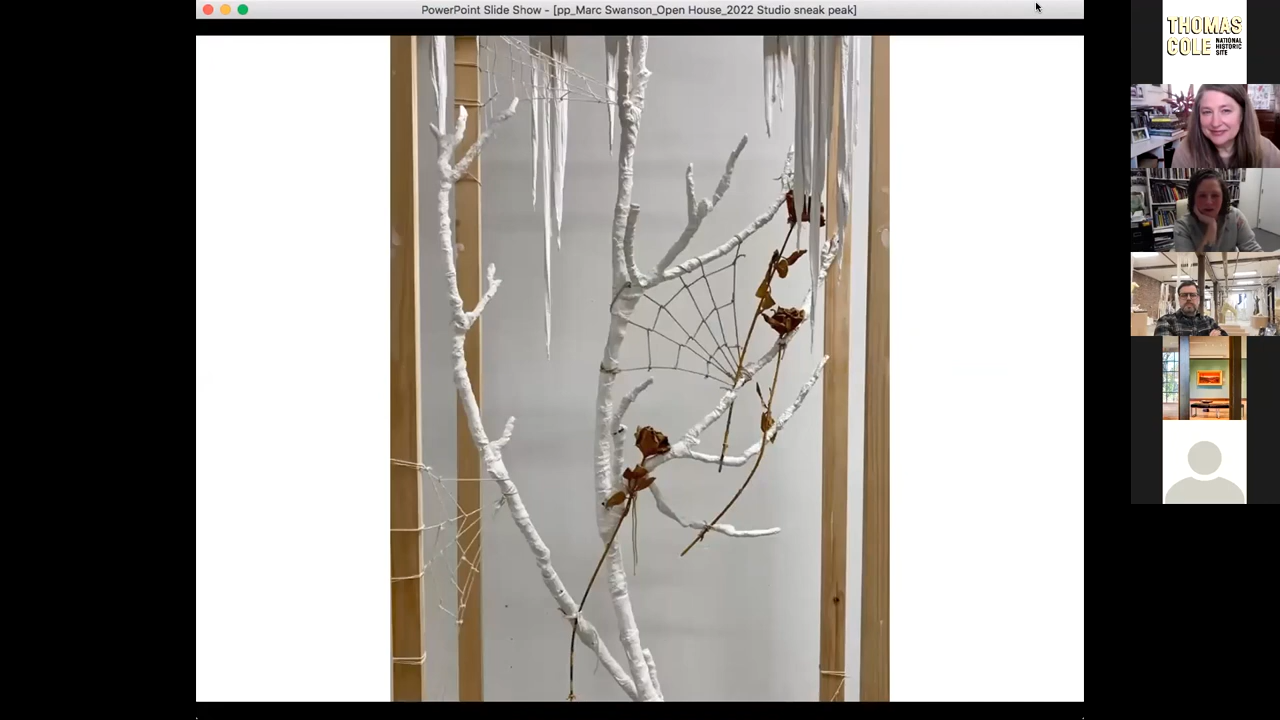 PowerPoint Slide Show - [pp_Marc Swanson_Open House_2022 Studio sneak peak]
THOMAS
COLE
NATIONAL
HISTORIC
SITE